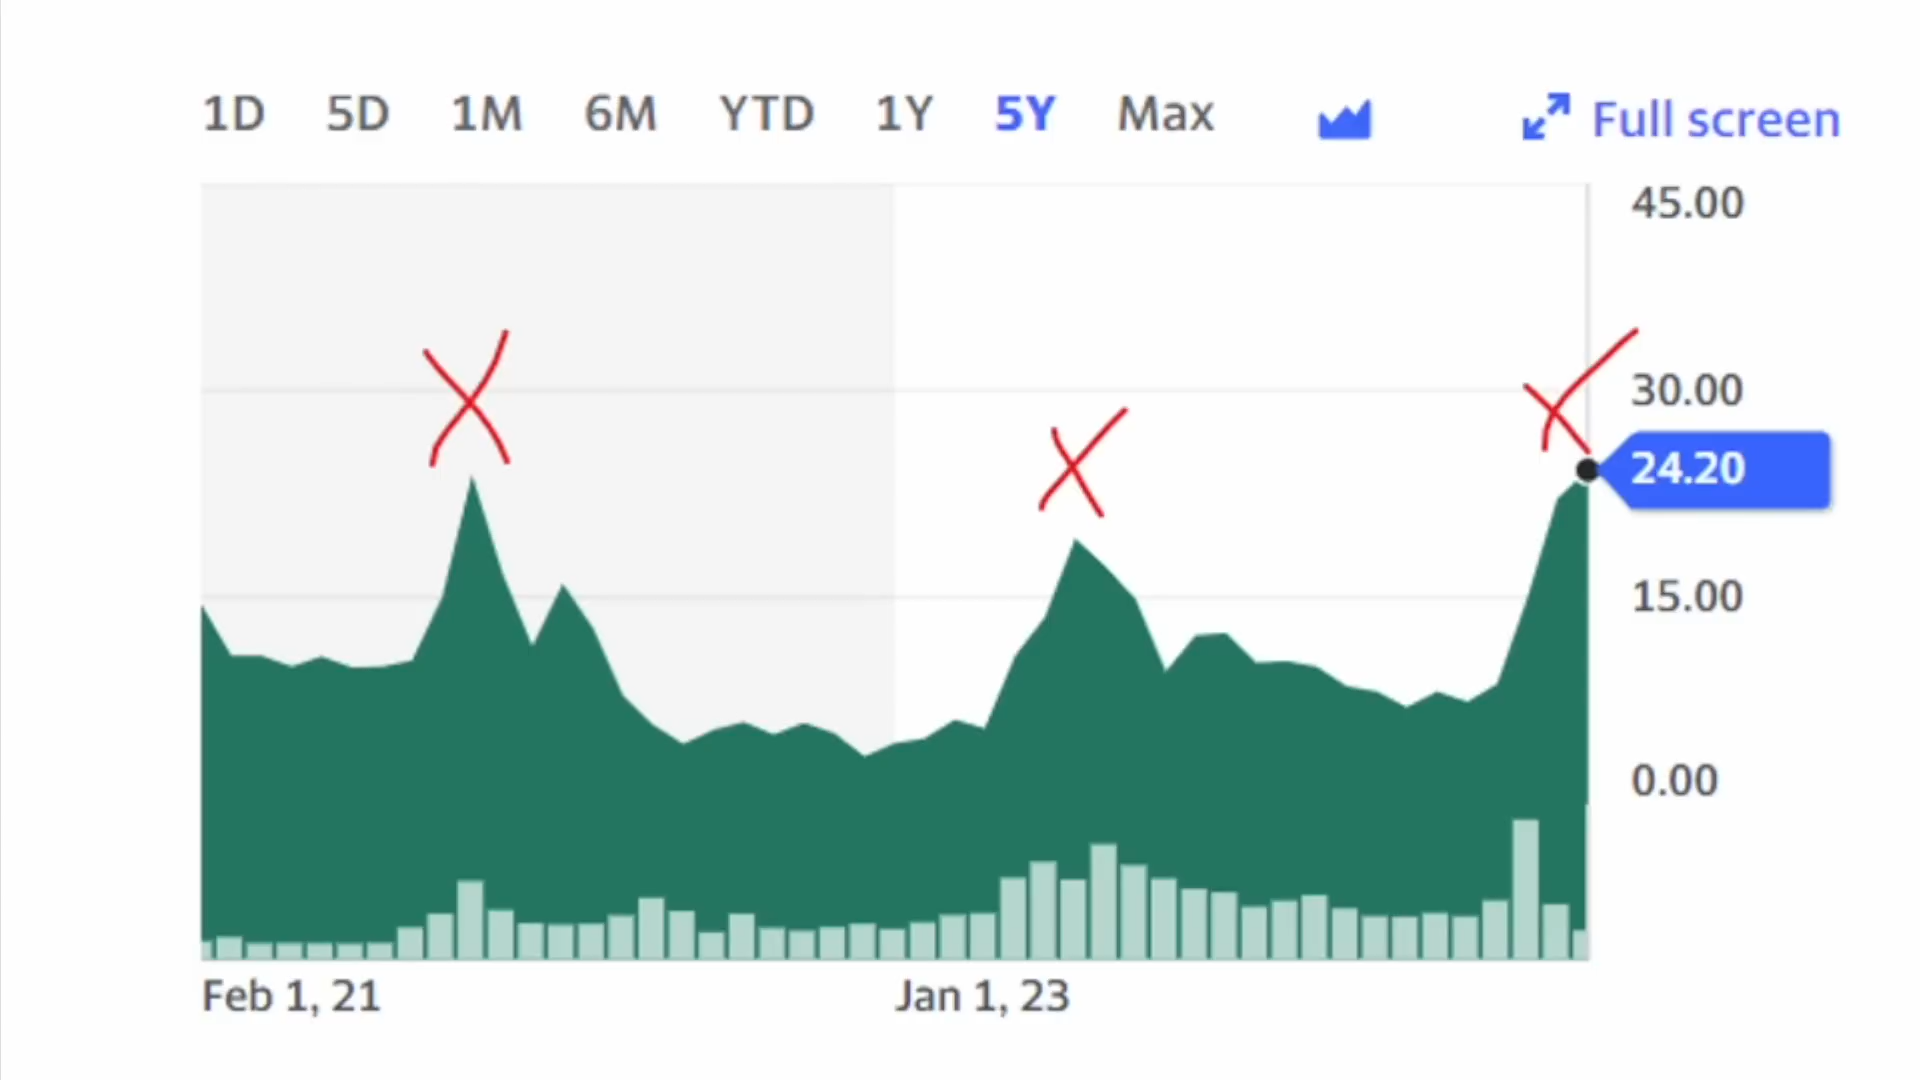 1D 5D 1M 6M YTD 1Y 5Y Max Full screen
45.00
30.00
24.20
15.00
0.00
Feb 1, 21 Jan 1, 23